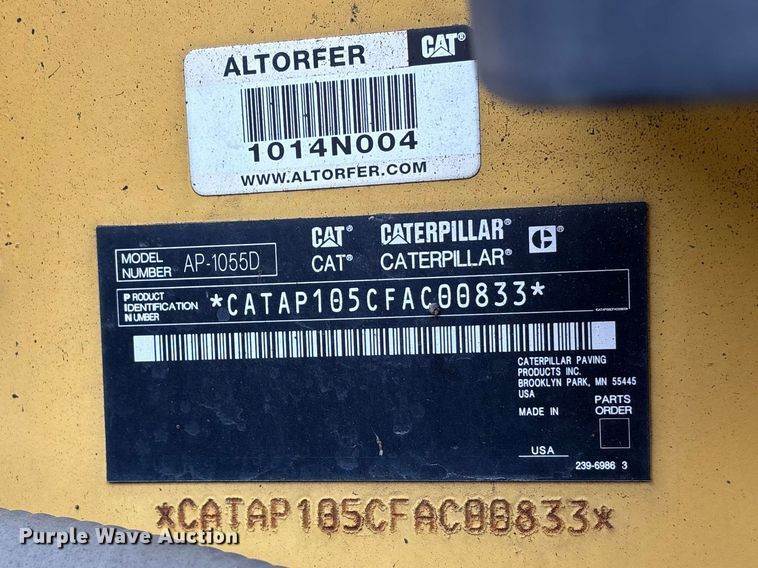 ALTORFER CAT®
1014N004
WWW.ALTORFER.COM
CAT® CATERPILLAR® C
CAT® CATERPILLAR®
MODEL NUMBER AP-1055D
PRODUCT IDENTIFICATION NUMBER *CATAP105CFAC00833*
CATERPILLAR PAVING
PRODUCTS INC.
BROOKLYN PARK, MN 55445
USA
MADE IN
USA
PARTS
ORDER
239-6986 3
*CATAP105CFAC00833*
Purple Wave Auction